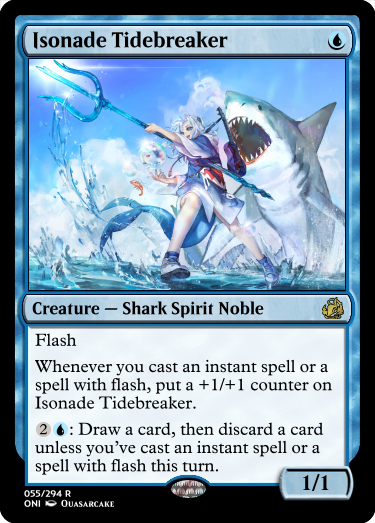 Isonade Tidebreaker 1
Creature — Shark Spirit Noble
Flash
Whenever you cast an instant spell or a
spell with flash, put a +1/+1 counter on
Isonade Tidebreaker.
2 : Draw a card, then discard a card
unless you've cast an instant spell or a
spell with flash this turn.
1/1
055/294 R
ONI Quasarcake